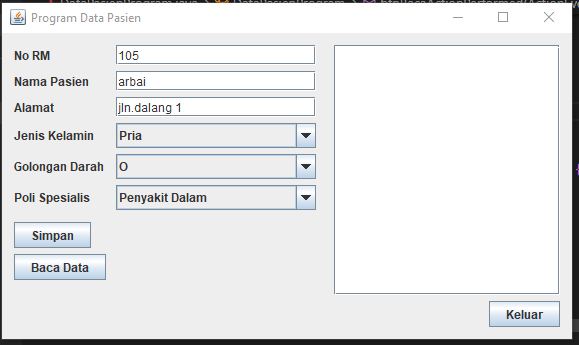 Program Data Pasien
No RM 105
Nama Pasien arbai
Alamat jln.dalang 1
Jenis Kelamin Pria
Golongan Darah O
Poli Spesialis Penyakit Dalam
Simpan
Baca Data
Keluar